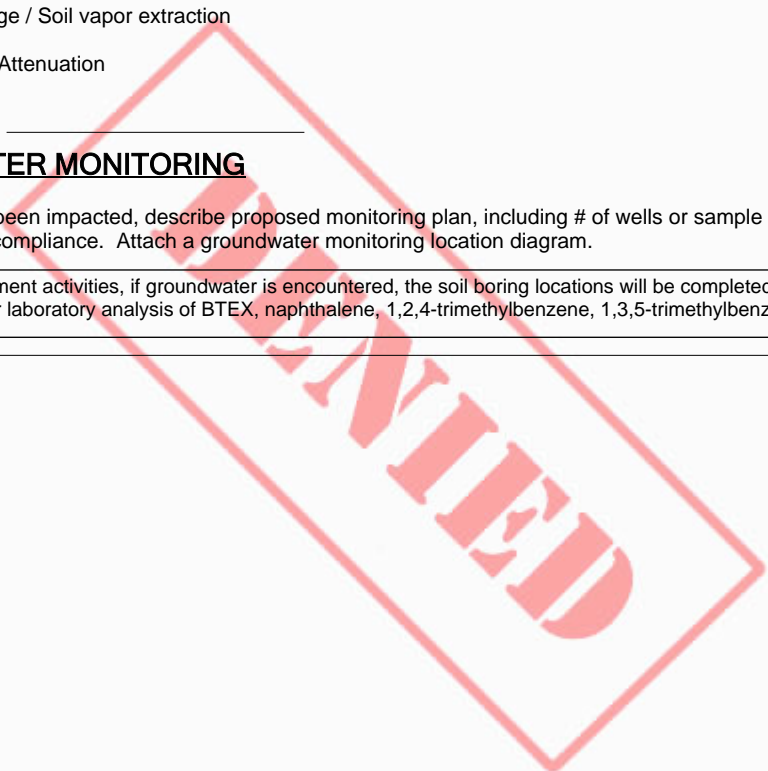 ge / Soil vapor extraction
Attenuation
TER MONITORING
been impacted, describe proposed monitoring plan, including # of wells or sample
compliance. Attach a groundwater monitoring location diagram.
ment activities, if groundwater is encountered, the soil boring locations will be completed
r laboratory analysis of BTEX, naphthalene, 1,2,4-trimethylbenzene, 1,3,5-trimethylbenz
DENIED